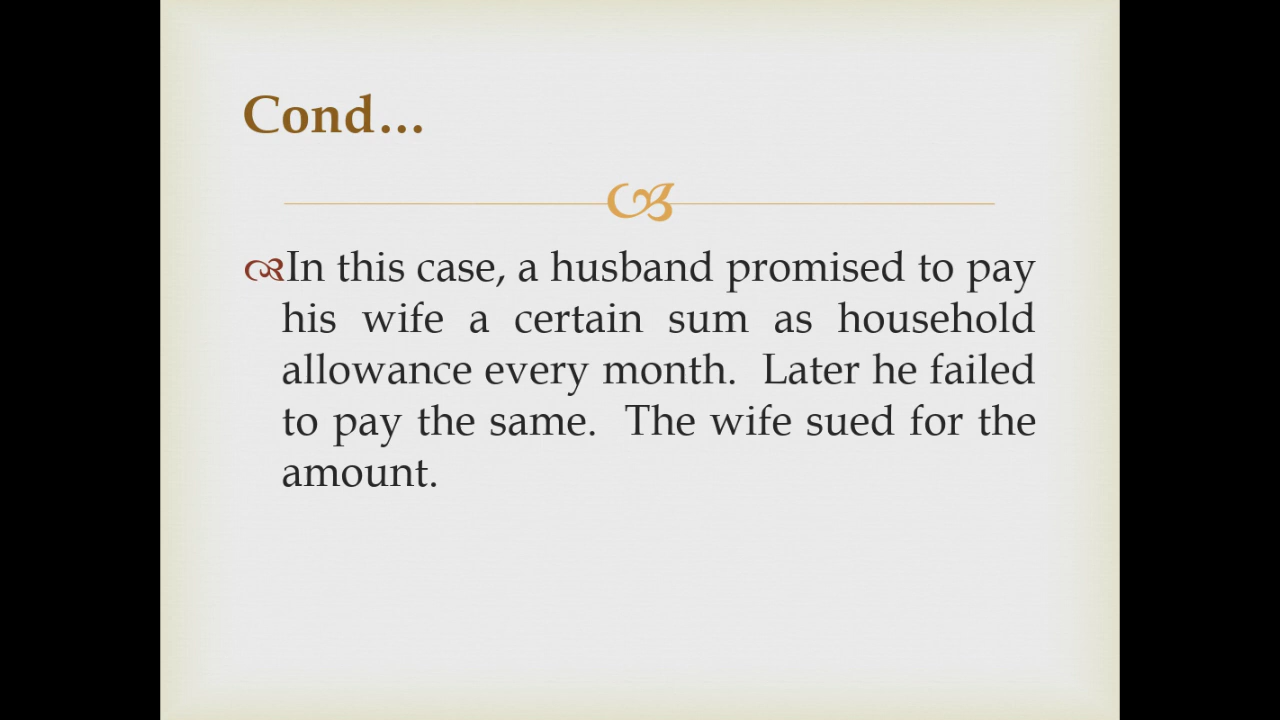 Cond…
In this case, a husband promised to pay
his wife a certain sum as household
allowance every month. Later he failed
to pay the same. The wife sued for the
amount.